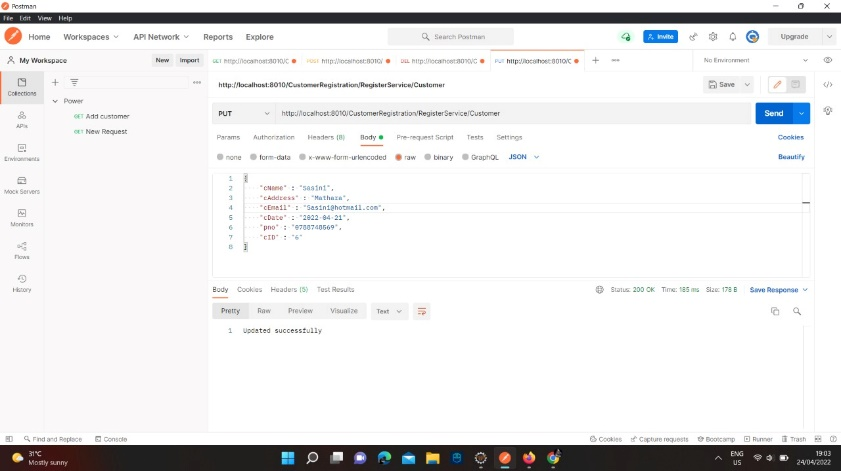 Postman
File Edit View Help
Home Workspaces API Network Reports Explore Search Postman Invite Upgrade
My Workspace New Import GET http://localhost:8010/C POST http://localhost:8010/ DEL http://localhost:8010/C PUT http://localhost:8010/C No Environment
Collections
APIs
Environments
Mock Servers
Monitors
Flows
History
Power
GET Add customer
GET New Request
http://localhost:8010/CustomerRegistration/RegisterService/Customer Save
PUT http://localhost:8010/CustomerRegistration/RegisterService/Customer Send
Params Authorization Headers (8) Body Pre-request Script Tests Settings Cookies
none form-data x-www-form-urlencoded raw binary GraphQL JSON Beautify
1 {
2 "cName" : "Sasini",
3 "cAddress" : "Mathara",
4 "cEmail" : "Sasini@hotmail.com",
5 "cDate" : "2022-04-21",
6 "pno" : "0788748569",
7 "cID" : "6"
8 }
Body Cookies Headers (5) Test Results Status: 200 OK Time: 185 ms Size: 178 B Save Response
Pretty Raw Preview Visualize Text
1 Updated successfully
Find and Replace Console Cookies Capture requests Bootcamp Runner Trash
31°C
Mostly sunny
ENG
US
19:03
24/04/2022